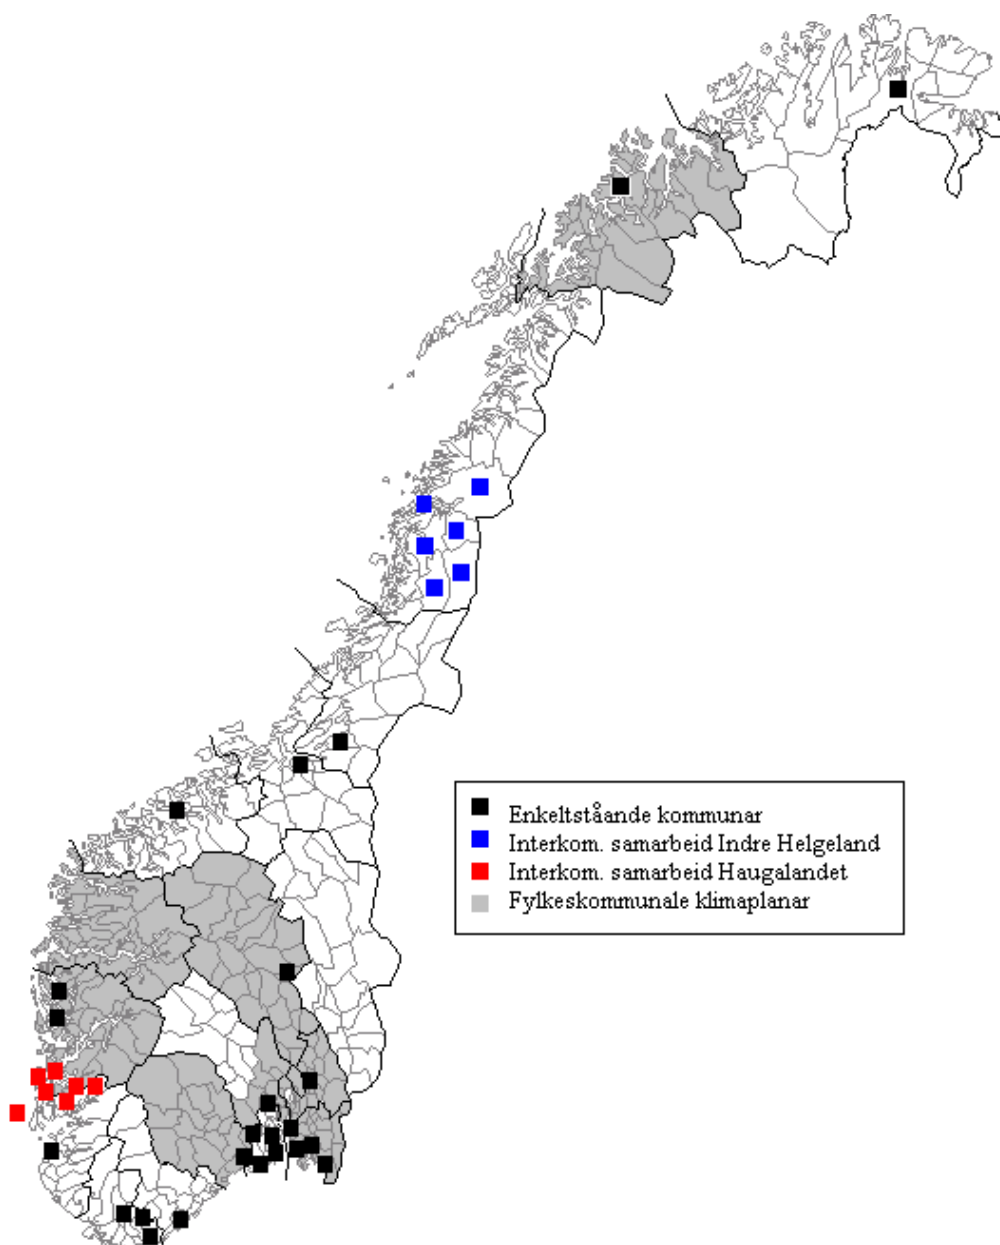 Enkeltståande kommunar
Interkom. samarbeid Indre Helgeland
Interkom. samarbeid Haugalandet
Fylkeskommunale klimaplanar